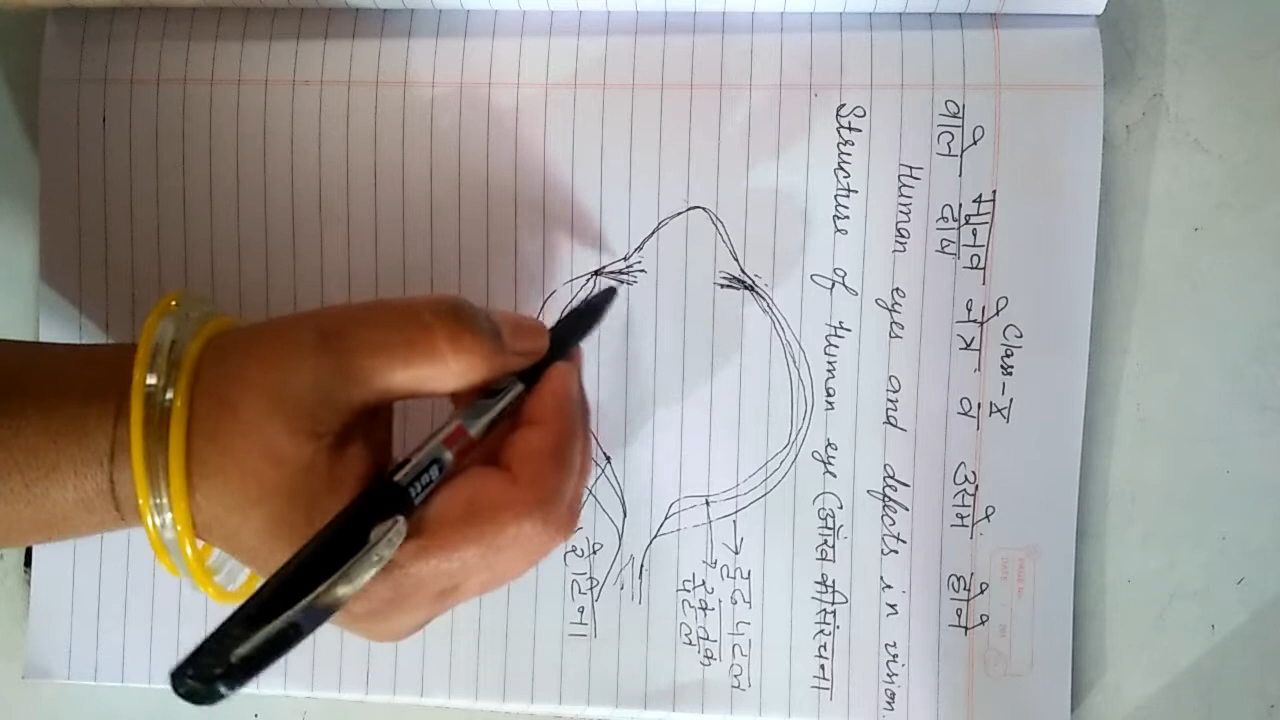 Class - X
मानव नेत्र व उसमें होने
वाले दोष
Human eyes and defects in vision.
Structure of Human eye (आँख की संरचना
→ दृढ़ पटल
→ रक्तक
पटल
रेटिना